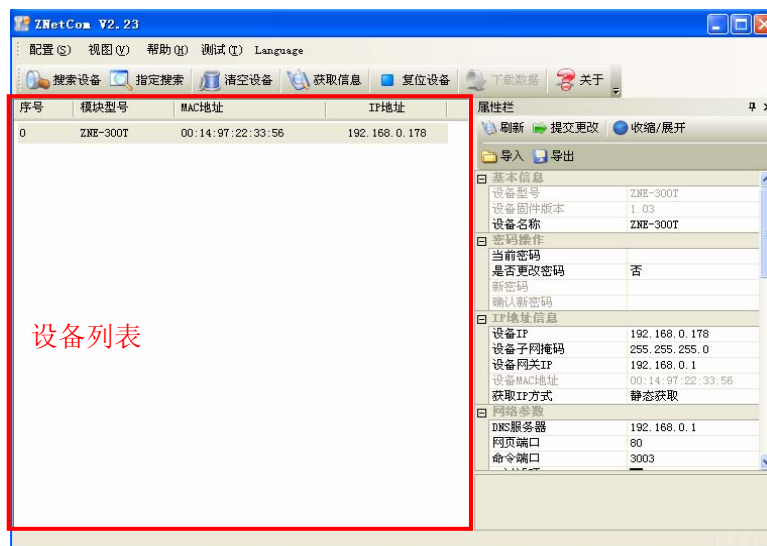 ZNetCom V2.23
配置(S) 视图(V) 帮助(H) 测试(T) Language
搜索设备 指定搜索 清空设备 获取信息 复位设备 下载数据 关于
序号 模块型号 MAC地址 IP地址
0 ZNE-300T 00:14:97:22:33:56 192.168.0.178
设备列表
属性栏
刷新 提交更改 收缩/展开
导入 导出
基本信息
设备型号 ZNE-300T
设备固件版本 1.03
设备名称 ZNE-300T
密码操作
当前密码
是否更改密码 否
新密码
确认新密码
IP地址信息
设备IP 192.168.0.178
设备子网掩码 255.255.255.0
设备网关IP 192.168.0.1
设备MAC地址 00:14:97:22:33:56
获取IP方式 静态获取
网络参数
DNS服务器 192.168.0.1
网页端口 80
命令端口 3003